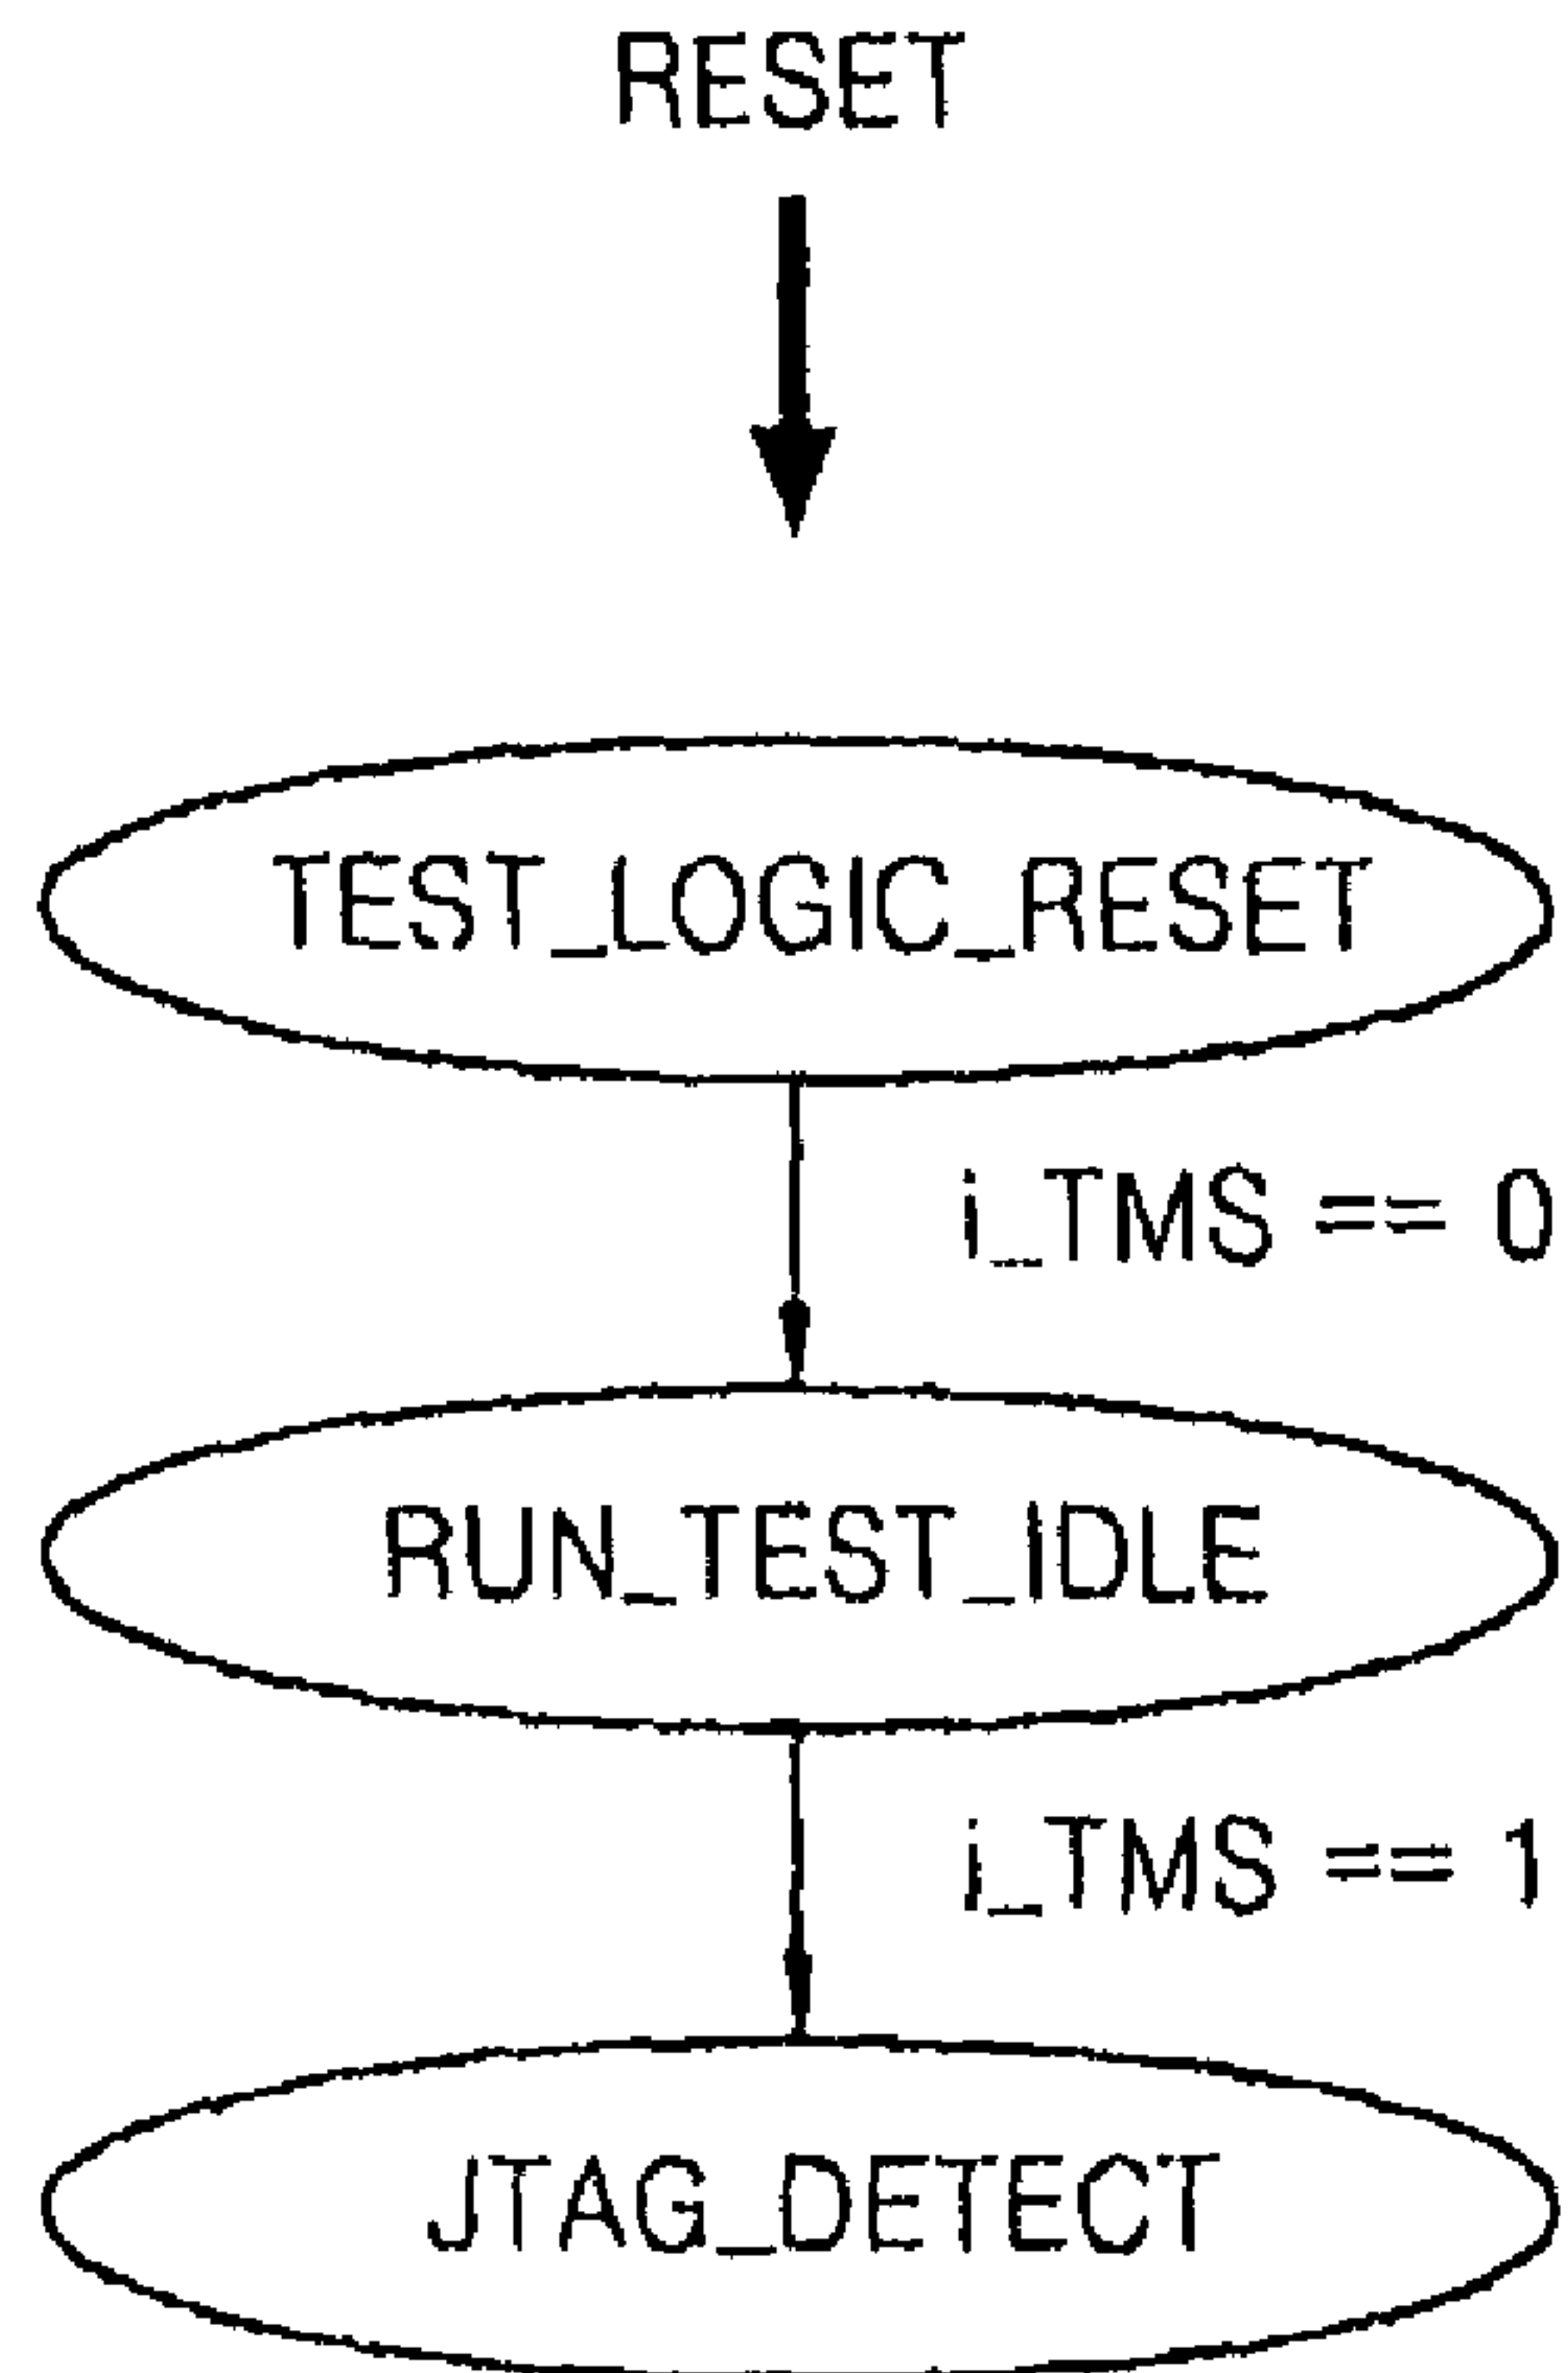 RESET
TEST_LOGIC_RESET
i_TMS == 0
RUN_TEST_IDLE
i_TMS == 1
JTAG_DETECT